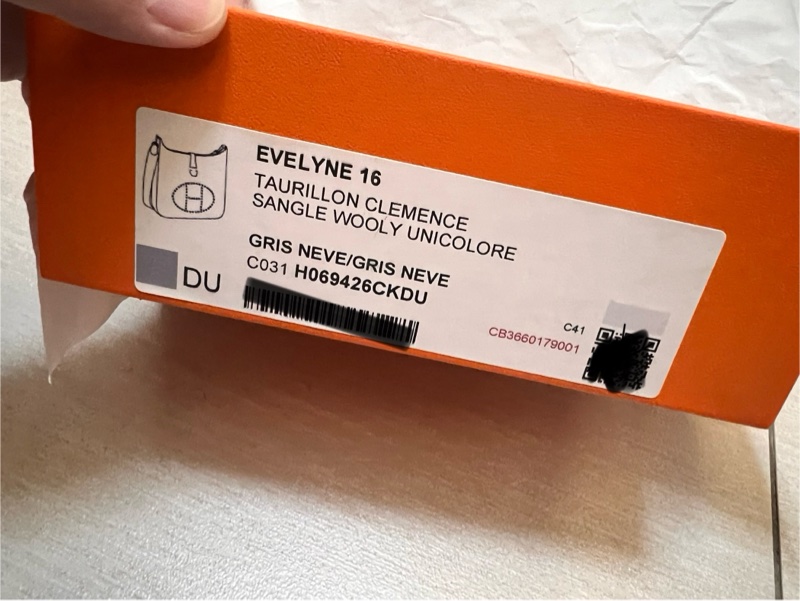 EVELYNE 16
TAURILLON CLEMENCE
SANGLE WOOLY UNICOLORE
GRIS NEVE/GRIS NEVE
DU
C031 H069426CKDU
C41
CB3660179001